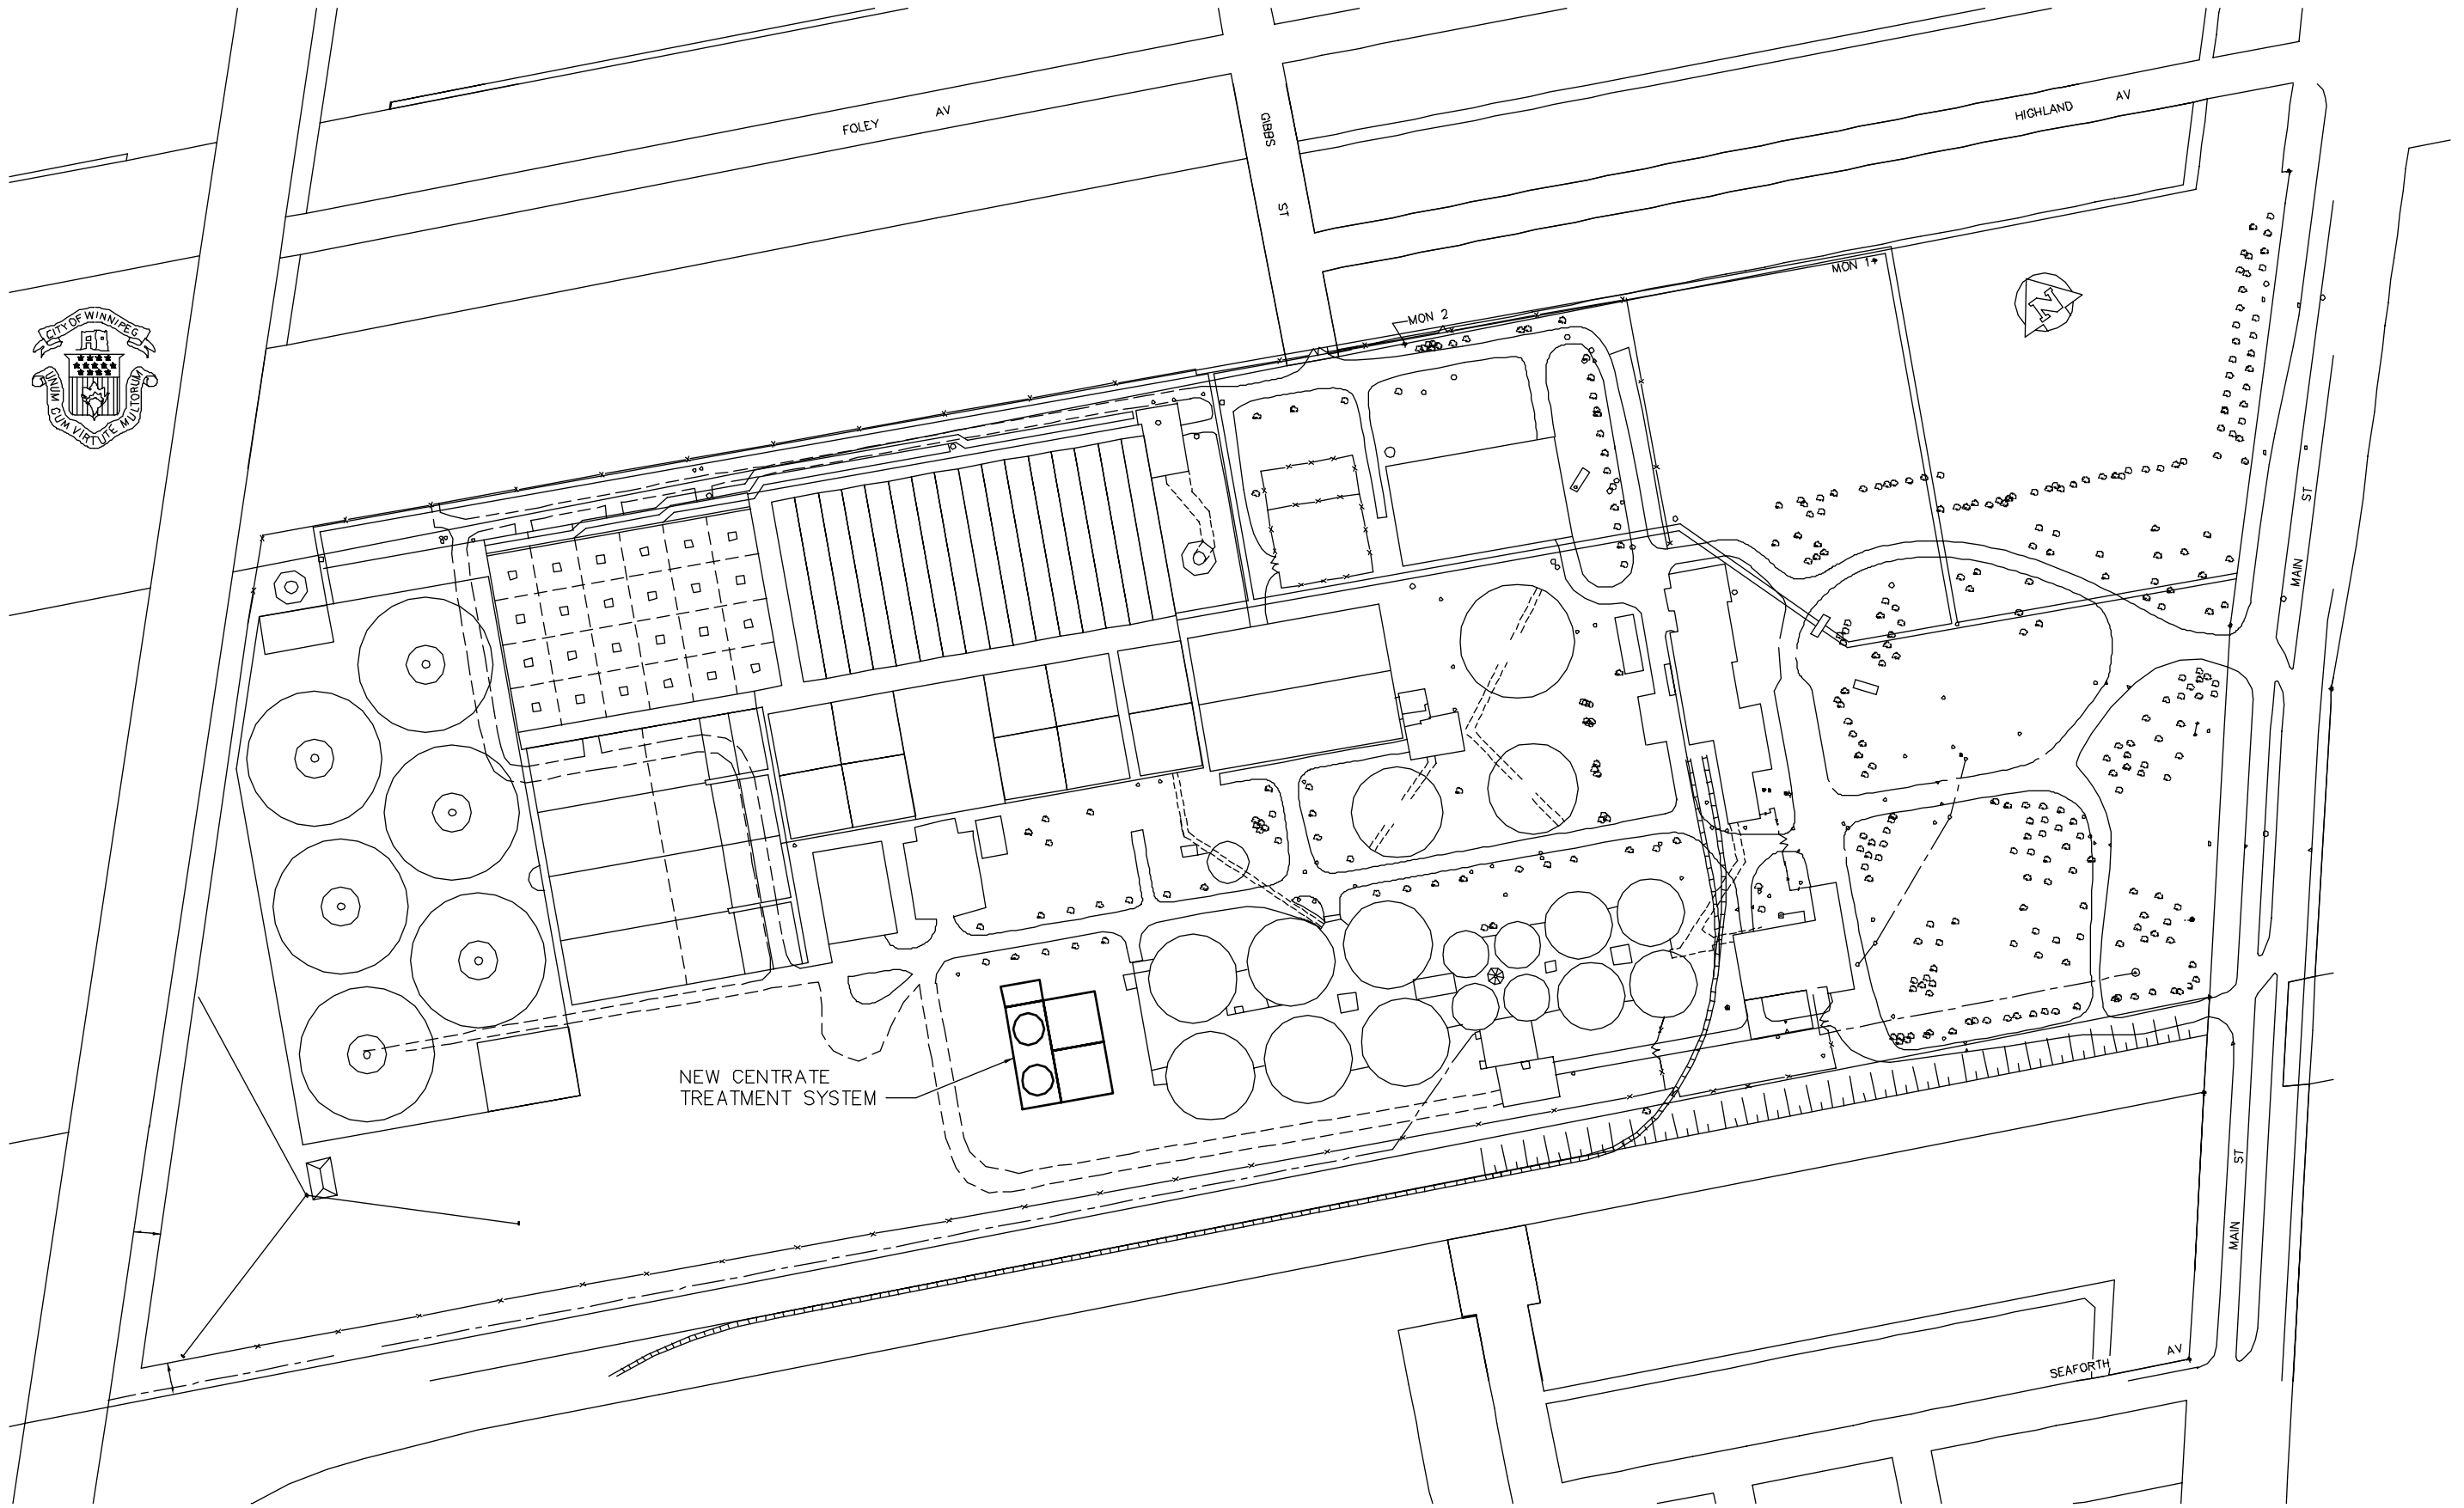 FOLEY AV
GIBBS ST
HIGHLAND AV
MON 1
MON 2
N
CITY OF WINNIPEG
UNUM CUM VIRTUTE MULTORUM
MAIN ST
NEW CENTRATE
TREATMENT SYSTEM
MAIN ST
SEAFORTH AV